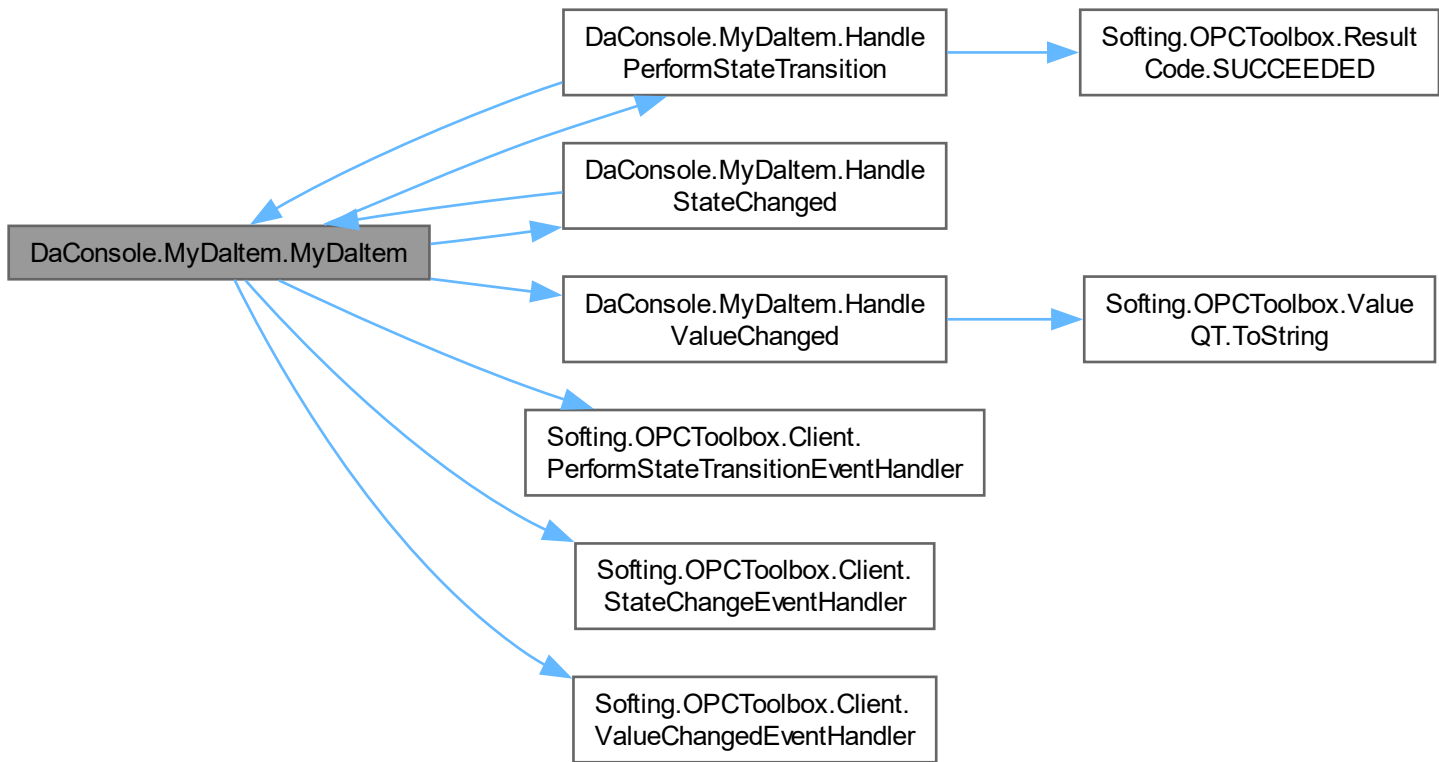 DaConsole.MyDaItem.MyDaItem
DaConsole.MyDaItem.Handle
PerformStateTransition
Softing.OPCToolbox.Result
Code.SUCCEEDED
DaConsole.MyDaItem.Handle
StateChanged
DaConsole.MyDaItem.Handle
ValueChanged
Softing.OPCToolbox.Value
QT.ToString
Softing.OPCToolbox.Client.
PerformStateTransitionEventHandler
Softing.OPCToolbox.Client.
StateChangeEventHandler
Softing.OPCToolbox.Client.
ValueChangedEventHandler